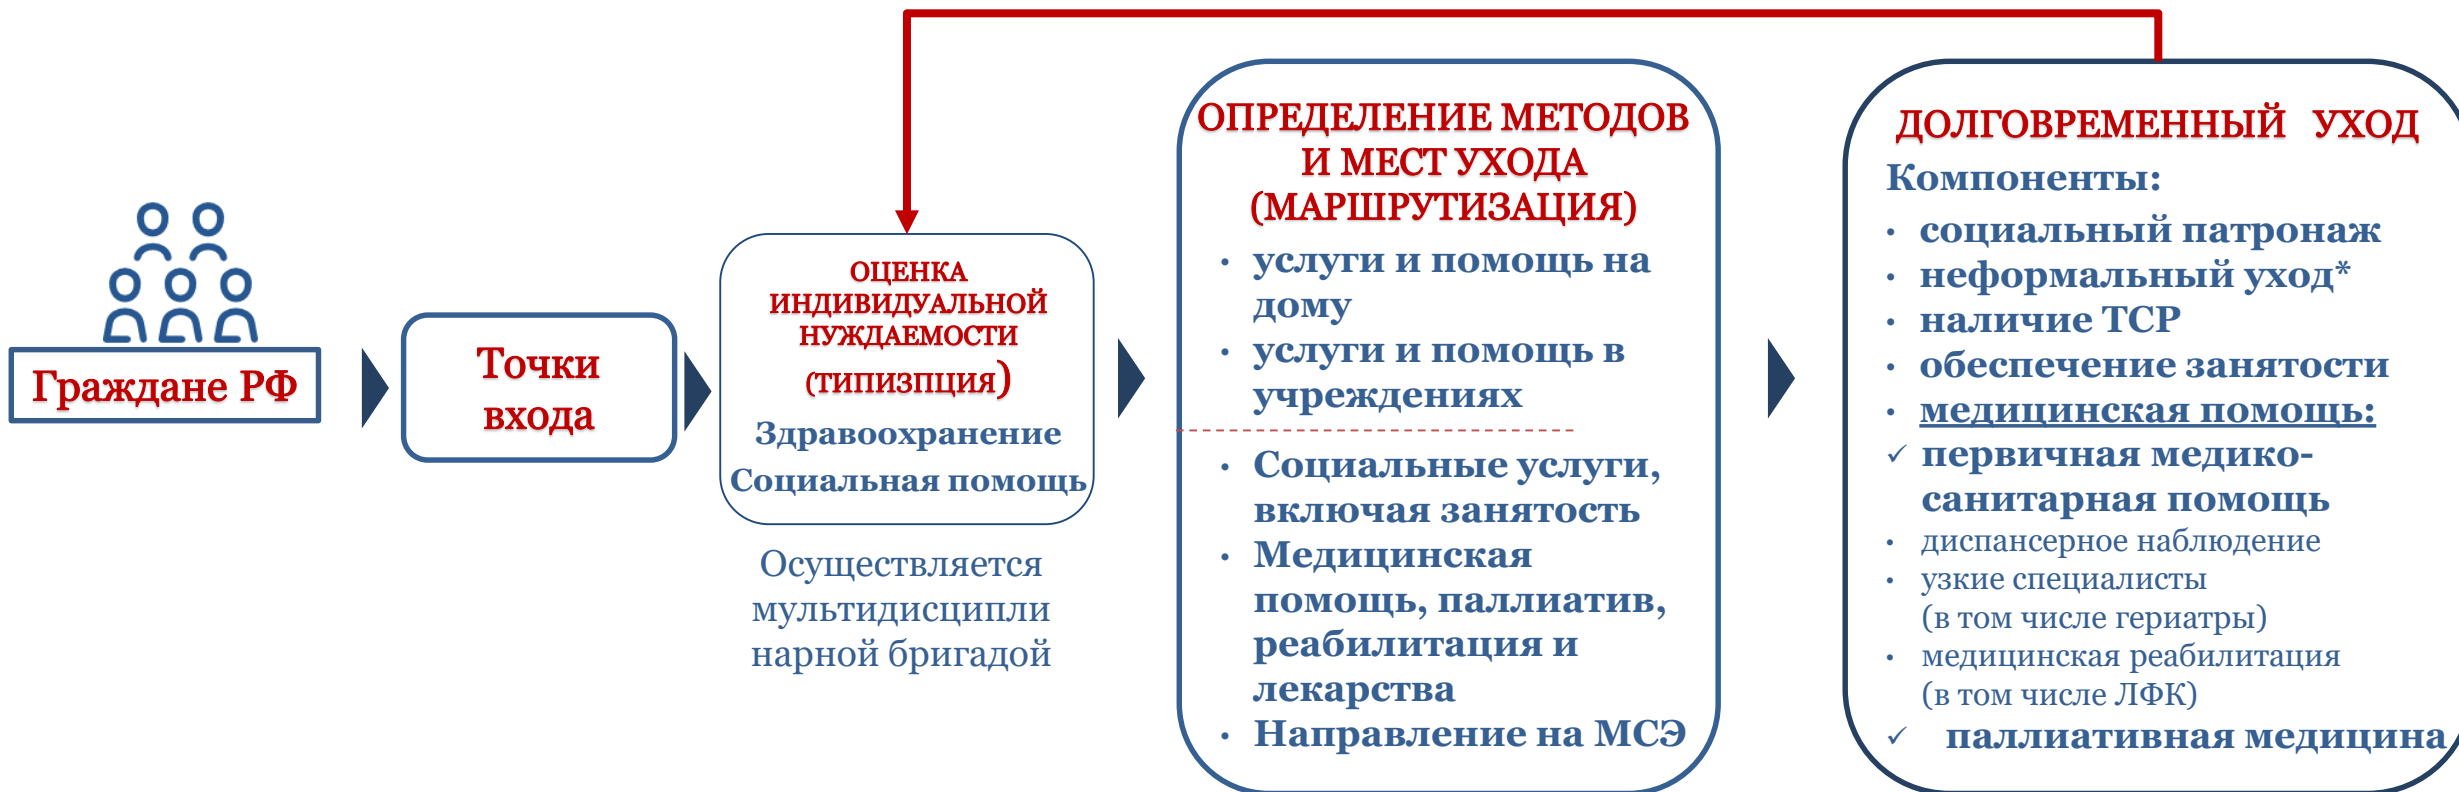 Граждане РФ
Точки
входа
ОЦЕНКА
ИНДИВИДУАЛЬНОЙ
НУЖДАЕМОСТИ
(ТИПИЗПЦИЯ)
Здравоохранение
Социальная помощь
Осуществляется
мультидисципли
нарной бригадой
ОПРЕДЕЛЕНИЕ МЕТОДОВ
И МЕСТ УХОДА
(МАРШРУТИЗАЦИЯ)
• услуги и помощь на
дому
• услуги и помощь в
учреждениях
• Социальные услуги,
включая занятость
• Медицинская
помощь, паллиатив,
реабилитация и
лекарства
• Направление на МСЭ
ДОЛГОВРЕМЕННЫЙ УХОД
Компоненты:
• социальный патронаж
• неформальный уход*
• наличие ТСР
• обеспечение занятости
• медицинская помощь:
✓ первичная медико-
санитарная помощь
• диспансерное наблюдение
• узкие специалисты
(в том числе гериатры)
• медицинская реабилитация
(в том числе ЛФК)
✓ паллиативная медицина